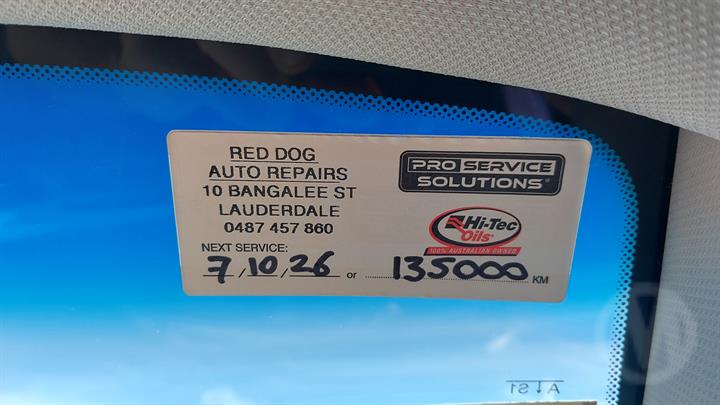 RED DOG
AUTO REPAIRS
10 BANGALEE ST
LAUDERDALE
0487 457 860
NEXT SERVICE:
7/10/26 or 135000 KM
PRO SERVICE
SOLUTIONS
Hi-Tec
Oils
100% AUSTRALIAN OWNED
A↓S1